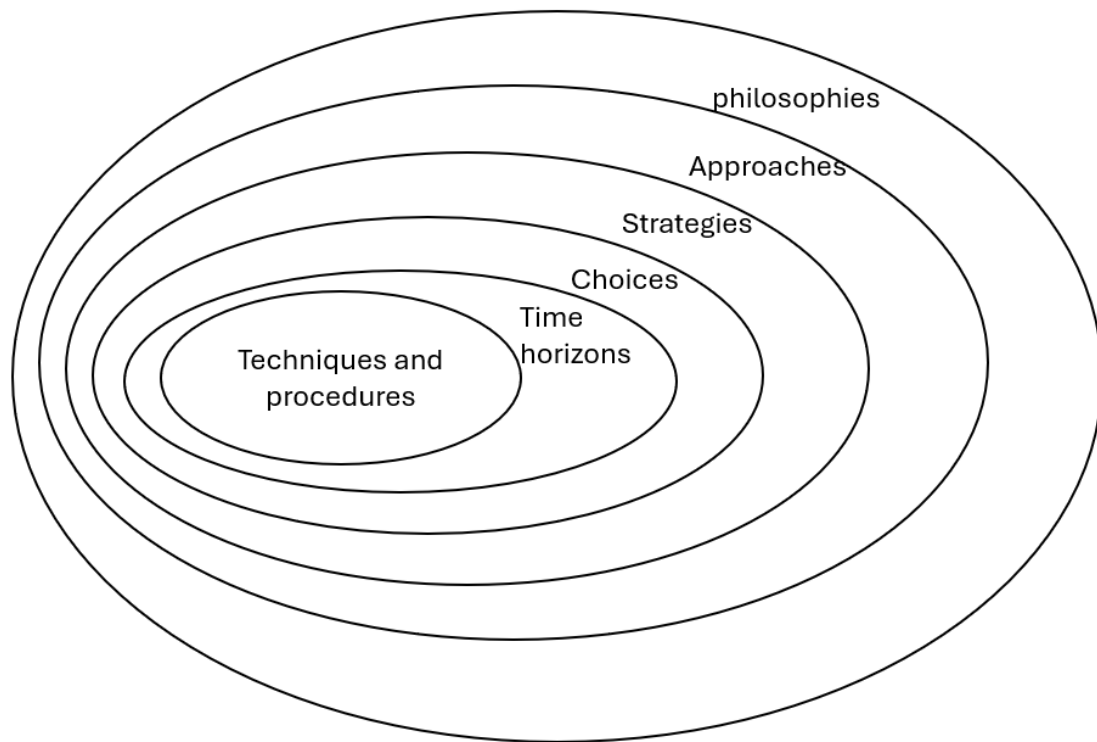 philosophies
Approaches
Strategies
Choices
Time
horizons
Techniques and
procedures